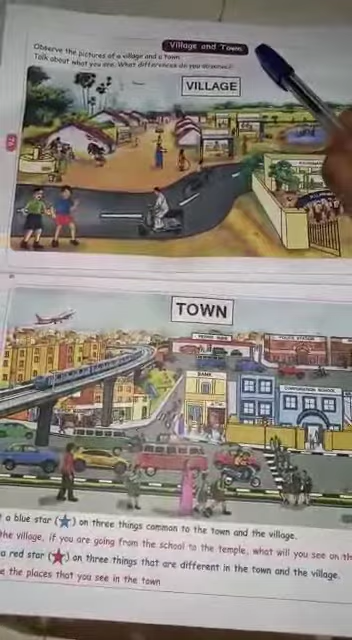 Village and Town
Observe the pictures of a village and a town.
Talk about what you see. What differences do you observe?
VILLAGE
TOWN
POLICE STATION
BANK
CORPORATION SCHOOL
a blue star ( ) on three things common to the town and the village.
the village, if you are going from the school to the temple, what will you see on th
a red star ( ) on three things that are different in the town and the village.
e the places that you see in the town